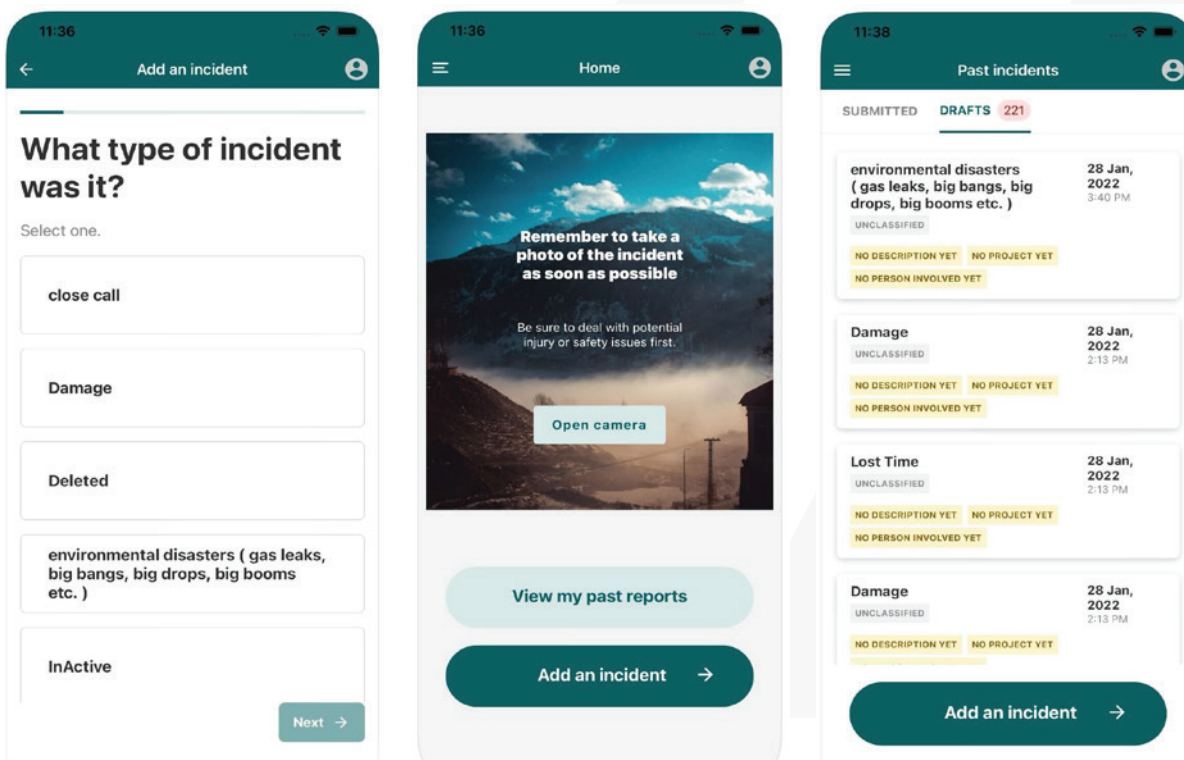 11:36
Add an incident
What type of incident
was it?
Select one.
close call
Damage
Deleted
environmental disasters ( gas leaks,
big bangs, big drops, big booms
etc. )
InActive
Next →
11:36
Home
Remember to take a
photo of the incident
as soon as possible
Be sure to deal with potential
injury or safety issues first.
Open camera
View my past reports
Add an incident →
11:38
Past incidents
SUBMITTED DRAFTS 221
environmental disasters
( gas leaks, big bangs, big
drops, big booms etc. )
28 Jan,
2022
3:40 PM
UNCLASSIFIED
NO DESCRIPTION YET NO PROJECT YET
NO PERSON INVOLVED YET
Damage
28 Jan,
2022
2:13 PM
UNCLASSIFIED
NO DESCRIPTION YET NO PROJECT YET
NO PERSON INVOLVED YET
Lost Time
28 Jan,
2022
2:13 PM
UNCLASSIFIED
NO DESCRIPTION YET NO PROJECT YET
NO PERSON INVOLVED YET
Damage
28 Jan,
2022
2:13 PM
UNCLASSIFIED
NO DESCRIPTION YET NO PROJECT YET
Add an incident →